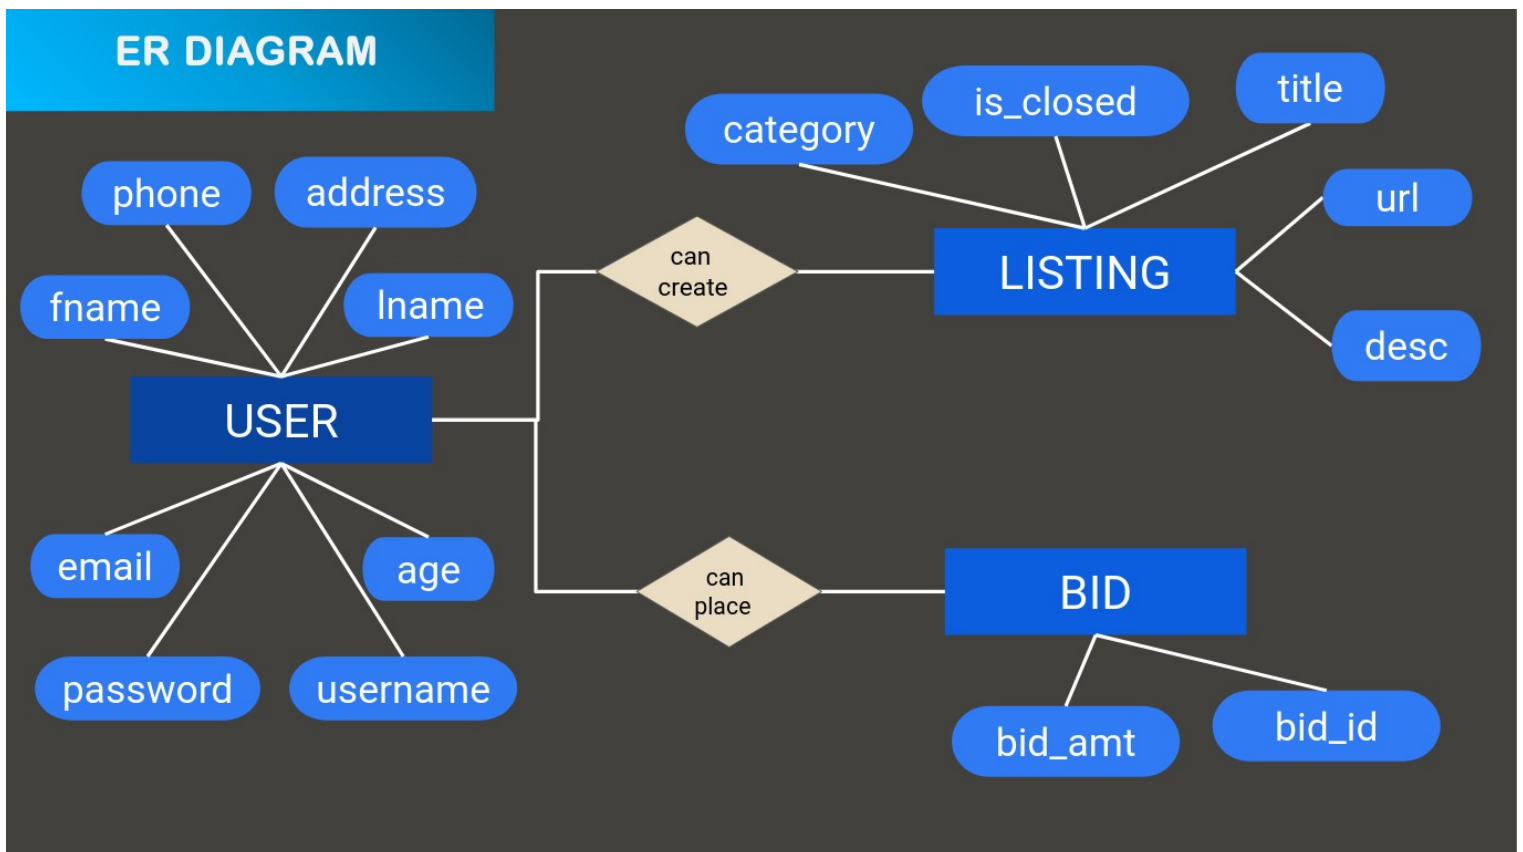 ER DIAGRAM
category
is_closed
title
phone
address
url
fname
lname
can
create
LISTING
desc
USER
email
age
can
place
BID
password
username
bid_amt
bid_id